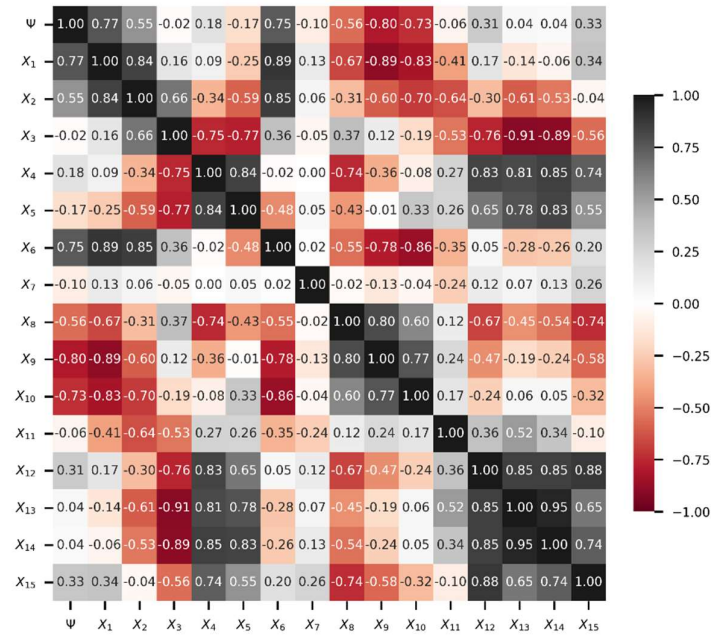 Ψ 1.00 0.77 0.55 -0.02 0.18 -0.17 0.75 -0.10 -0.56 -0.80 -0.73 -0.06 0.31 0.04 0.04 0.33
X1 0.77 1.00 0.84 0.16 0.09 -0.25 0.89 0.13 -0.67 -0.89 -0.83 -0.41 0.17 -0.14 -0.06 0.34
X2 0.55 0.84 1.00 0.66 -0.34 -0.59 0.85 0.06 -0.31 -0.60 -0.70 -0.64 -0.30 -0.61 -0.53 -0.04
1.00
X3 -0.02 0.16 0.66 1.00 -0.75 -0.77 0.36 -0.05 0.37 0.12 -0.19 -0.53 -0.76 -0.91 -0.89 -0.56
0.75
X4 0.18 0.09 -0.34 -0.75 1.00 0.84 -0.02 0.00 -0.74 -0.36 -0.08 0.27 0.83 0.81 0.85 0.74
0.50
X5 -0.17 -0.25 -0.59 -0.77 0.84 1.00 -0.48 0.05 -0.43 -0.01 0.33 0.26 0.65 0.78 0.83 0.55
X6 0.75 0.89 0.85 0.36 -0.02 -0.48 1.00 0.02 -0.55 -0.78 -0.86 -0.35 0.05 -0.28 -0.26 0.20
0.25
X7 -0.10 0.13 0.06 -0.05 0.00 0.05 0.02 1.00 -0.02 -0.13 -0.04 -0.24 0.12 0.07 0.13 0.26
0.00
X8 -0.56 -0.67 -0.31 0.37 -0.74 -0.43 -0.55 -0.02 1.00 0.80 0.60 0.12 -0.67 -0.45 -0.54 -0.74
−0.25
X9 -0.80 -0.89 -0.60 0.12 -0.36 -0.01 -0.78 -0.13 0.80 1.00 0.77 0.24 -0.47 -0.19 -0.24 -0.58
X10 -0.73 -0.83 -0.70 -0.19 -0.08 0.33 -0.86 -0.04 0.60 0.77 1.00 0.17 -0.24 0.06 0.05 -0.32
−0.50
X11 -0.06 -0.41 -0.64 -0.53 0.27 0.26 -0.35 -0.24 0.12 0.24 0.17 1.00 0.36 0.52 0.34 -0.10
−0.75
X12 0.31 0.17 -0.30 -0.76 0.83 0.65 0.05 0.12 -0.67 -0.47 -0.24 0.36 1.00 0.85 0.85 0.88
−1.00
X13 0.04 -0.14 -0.61 -0.91 0.81 0.78 -0.28 0.07 -0.45 -0.19 0.06 0.52 0.85 1.00 0.95 0.65
X14 0.04 -0.06 -0.53 -0.89 0.85 0.83 -0.26 0.13 -0.54 -0.24 0.05 0.34 0.85 0.95 1.00 0.74
X15 0.33 0.34 -0.04 -0.56 0.74 0.55 0.20 0.26 -0.74 -0.58 -0.32 -0.10 0.88 0.65 0.74 1.00
Ψ X1 X2 X3 X4 X5 X6 X7 X8 X9 X10 X11 X12 X13 X14 X15